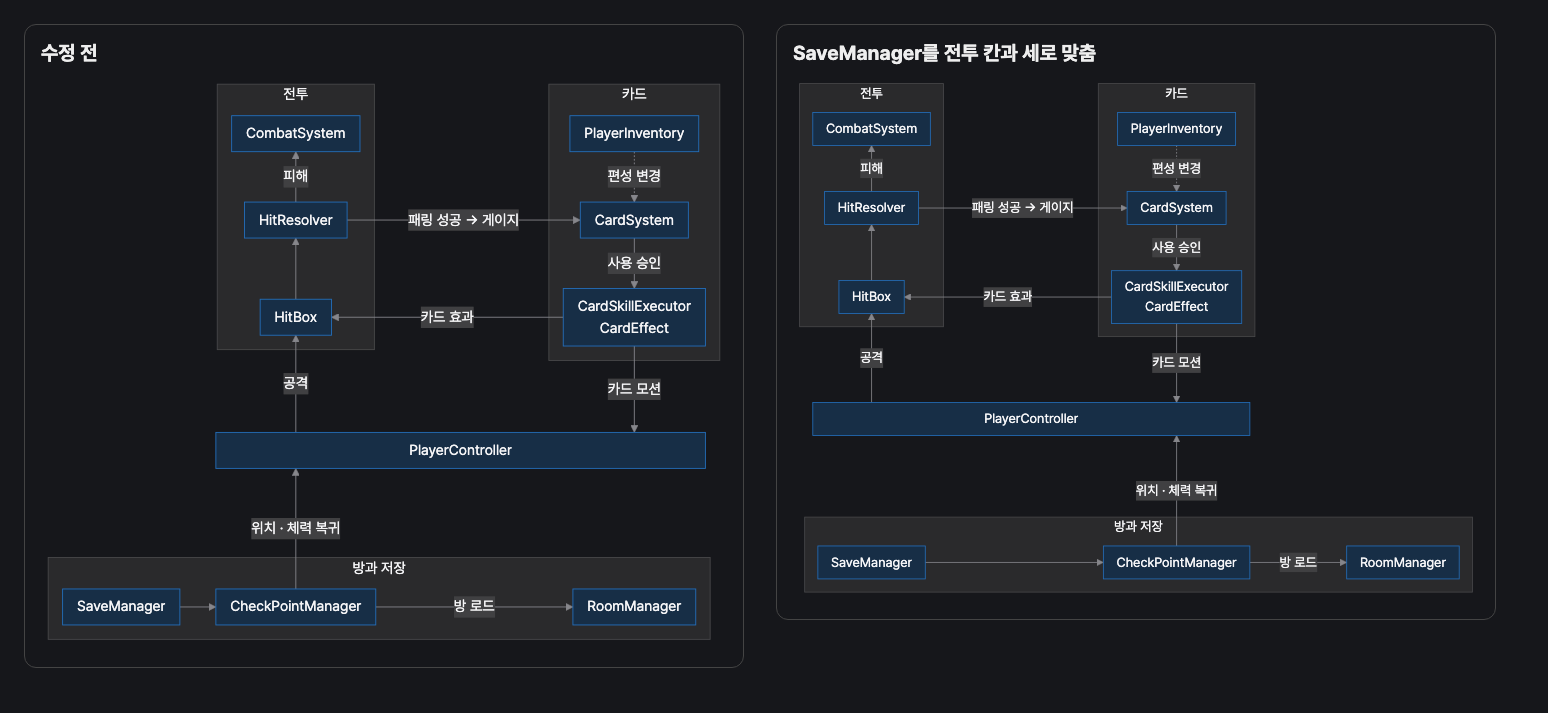 수정 전
전투
카드
CombatSystem
PlayerInventory
피해
편성 변경
HitResolver
패링 성공 → 게이지
CardSystem
사용 승인
HitBox
카드 효과
CardSkillExecutor
CardEffect
공격
카드 모션
PlayerController
위치 · 체력 복귀
방과 저장
SaveManager
CheckPointManager
방 로드
RoomManager
SaveManager를 전투 칸과 세로 맞춤
전투
카드
CombatSystem
PlayerInventory
피해
편성 변경
HitResolver
패링 성공 → 게이지
CardSystem
사용 승인
HitBox
카드 효과
CardSkillExecutor
CardEffect
공격
카드 모션
PlayerController
위치 · 체력 복귀
방과 저장
SaveManager
CheckPointManager
방 로드
RoomManager